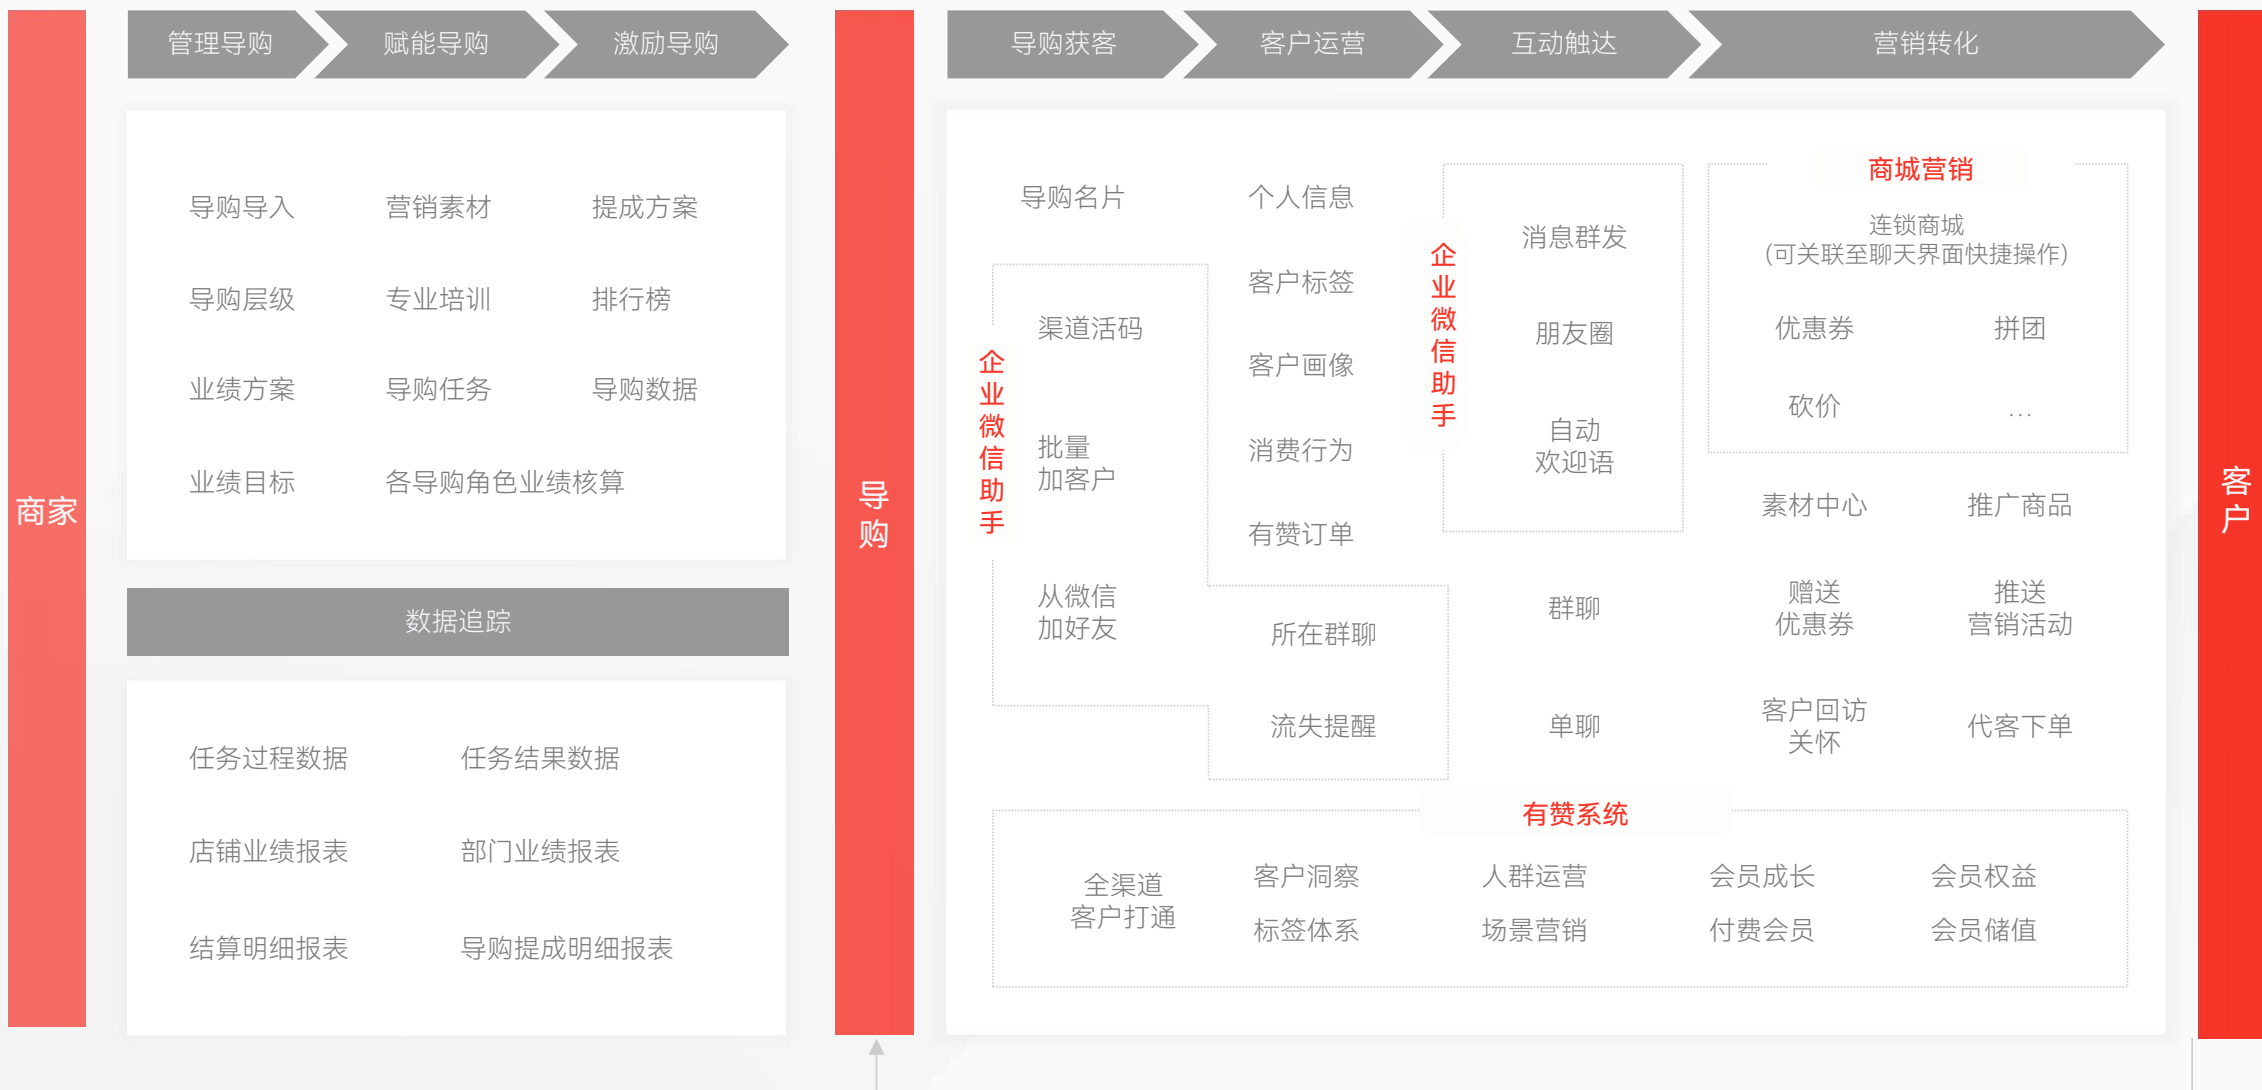 商家
管理导购
赋能导购
激励导购
导购导入
营销素材
提成方案
导购层级
专业培训
排行榜
业绩方案
导购任务
导购数据
业绩目标
各导购角色业绩核算
数据追踪
任务过程数据
任务结果数据
店铺业绩报表
部门业绩报表
结算明细报表
导购提成明细报表
导购
导购获客
客户运营
互动触达
营销转化
导购名片
企业微信助手
渠道活码
批量
加客户
从微信
加好友
个人信息
客户标签
客户画像
消费行为
有赞订单
所在群聊
流失提醒
企业微信助手
消息群发
朋友圈
自动
欢迎语
群聊
单聊
商城营销
连锁商城
(可关联至聊天界面快捷操作)
优惠券
拼团
砍价
...
素材中心
推广商品
赠送
优惠券
推送
营销活动
客户回访
关怀
代客下单
有赞系统
全渠道
客户打通
客户洞察
人群运营
会员成长
会员权益
标签体系
场景营销
付费会员
会员储值
客户